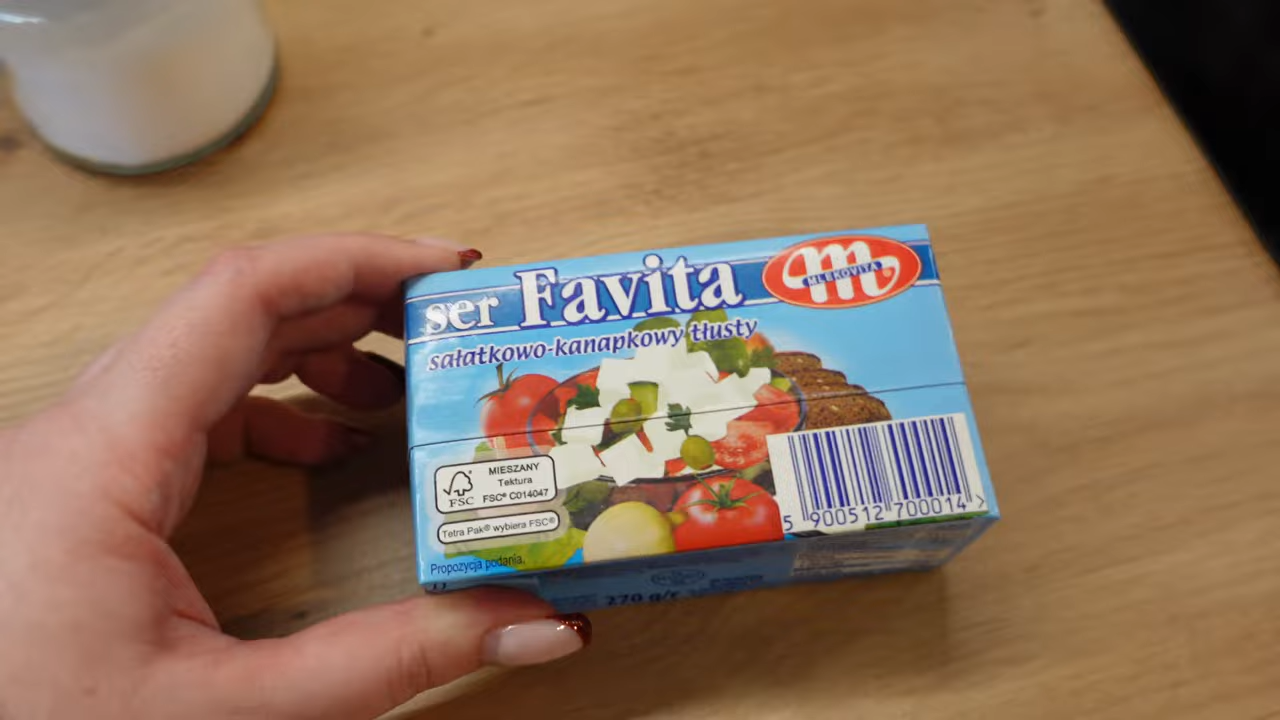 ser Favita
MLEKOVITA
sałatkowo-kanapkowy tłusty
MIESZANY
Tektura
FSC® C014047
FSC
Tetra Pak® wybiera FSC®
5 900512 700014 >
Propozycja podania.
270 g/